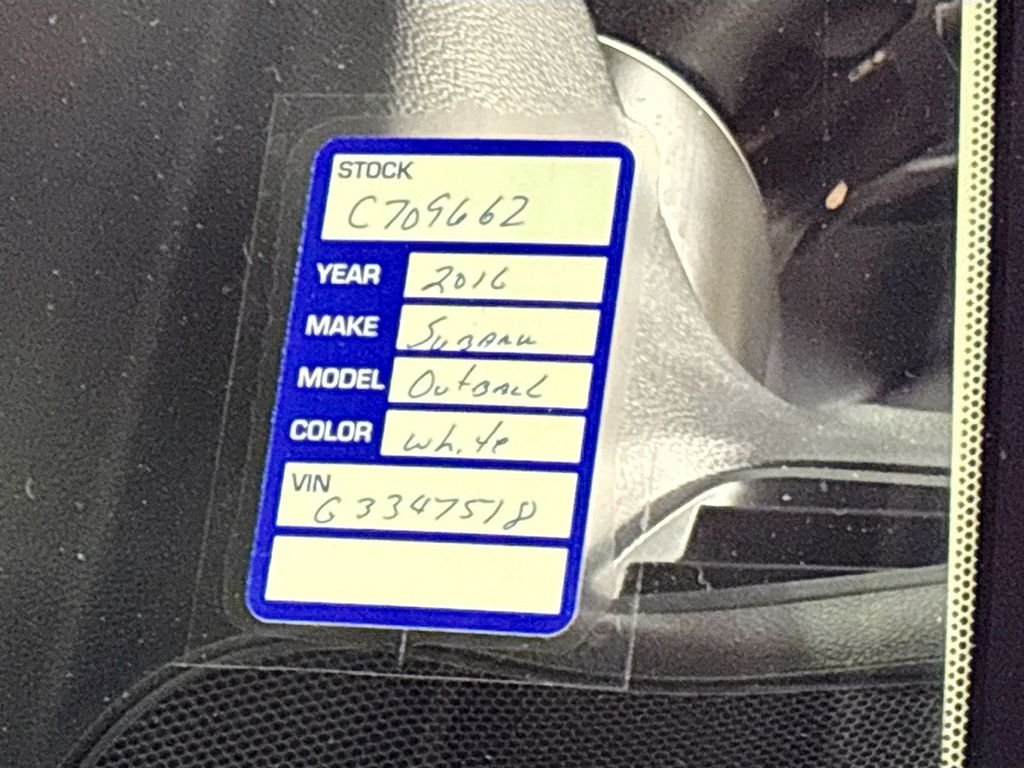 STOCK
C709662
YEAR 2016
MAKE SUBARU
MODEL OutBACK
COLOR white
VIN
G3347518